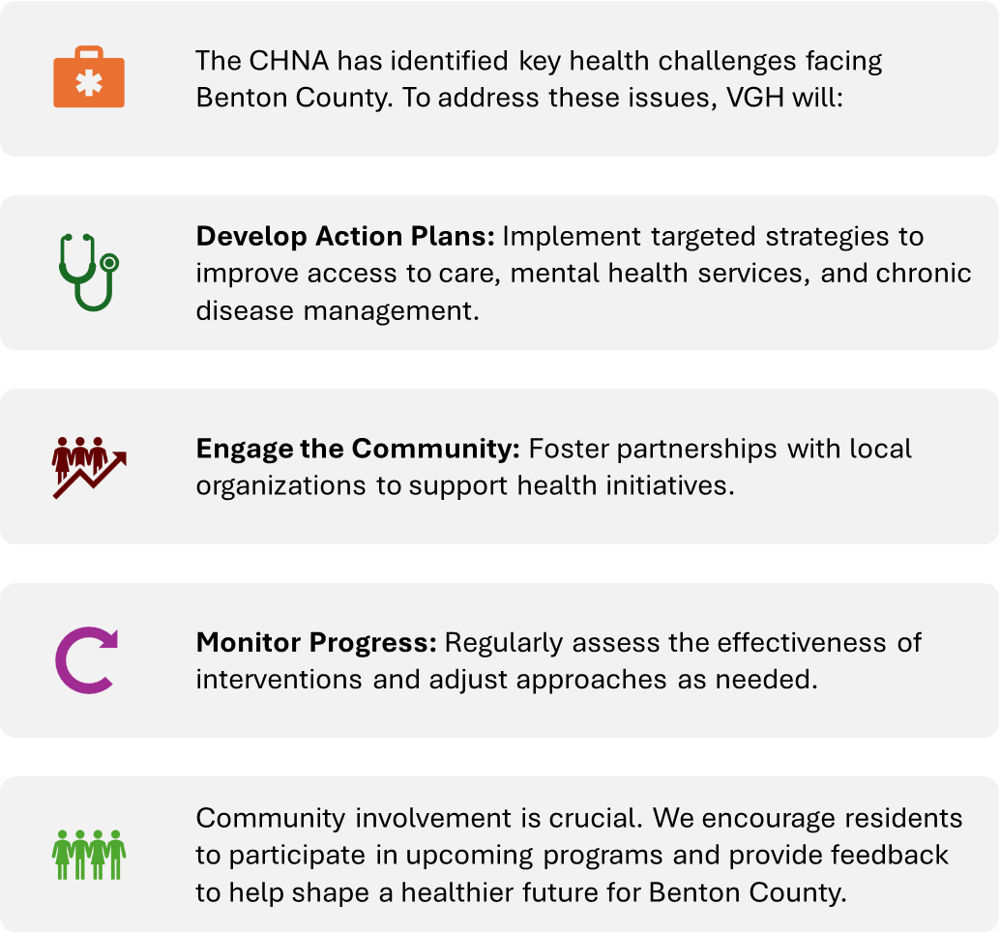 The CHNA has identified key health challenges facing
Benton County. To address these issues, VGH will:
Develop Action Plans: Implement targeted strategies to
improve access to care, mental health services, and chronic
disease management.
Engage the Community: Foster partnerships with local
organizations to support health initiatives.
Monitor Progress: Regularly assess the effectiveness of
interventions and adjust approaches as needed.
Community involvement is crucial. We encourage residents
to participate in upcoming programs and provide feedback
to help shape a healthier future for Benton County.